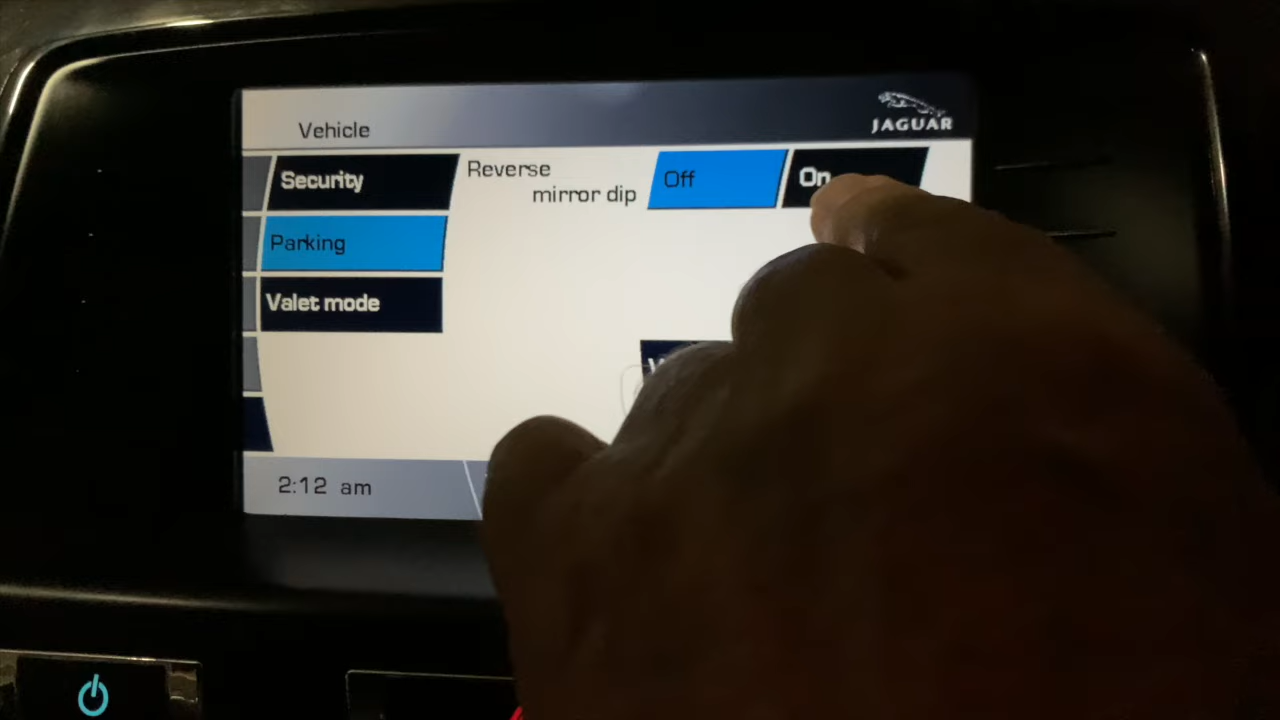 Vehicle
JAGUAR
Security
Reverse
mirror dip
Off
On
Parking
Valet mode
2:12 am